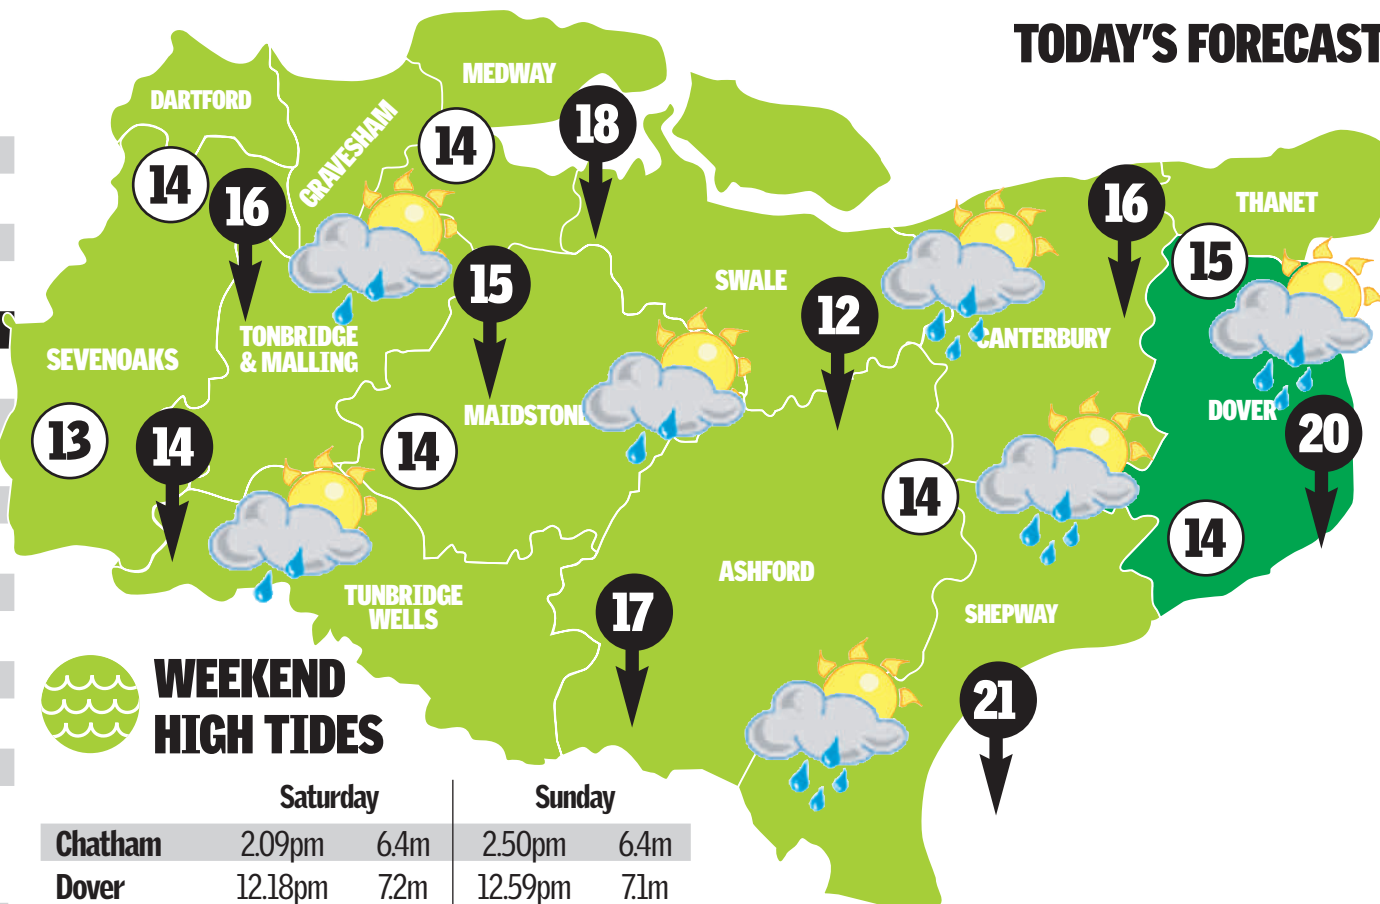 TODAY'S FORECAST
MEDWAY
DARTFORD
GRAVESHAM
18
14
14
16
16
THANET
15
15
SWALE
12
CANTERBURY
TONBRIDGE
& MALLING
SEVENOAKS
MAIDSTONE
DOVER
20
13
14
14
14
14
ASHFORD
TUNBRIDGE
WELLS
17
SHEPWAY
21
WEEKEND
HIGH TIDES
Saturday Sunday
Chatham 2.09pm 6.4m 2.50pm 6.4m
Dover 12.18pm 7.2m 12.59pm 7.1m